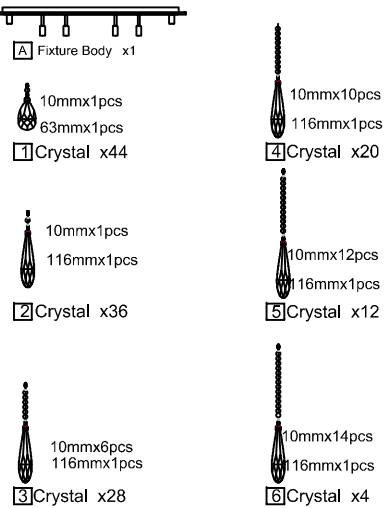 A Fixture Body x1
10mmx1pcs
63mmx1pcs
1 Crystal x44
10mmx1pcs
116mmx1pcs
2 Crystal x36
10mmx6pcs
116mmx1pcs
3 Crystal x28
10mmx10pcs
116mmx1pcs
4 Crystal x20
10mmx12pcs
116mmx1pcs
5 Crystal x12
10mmx14pcs
116mmx1pcs
6 Crystal x4